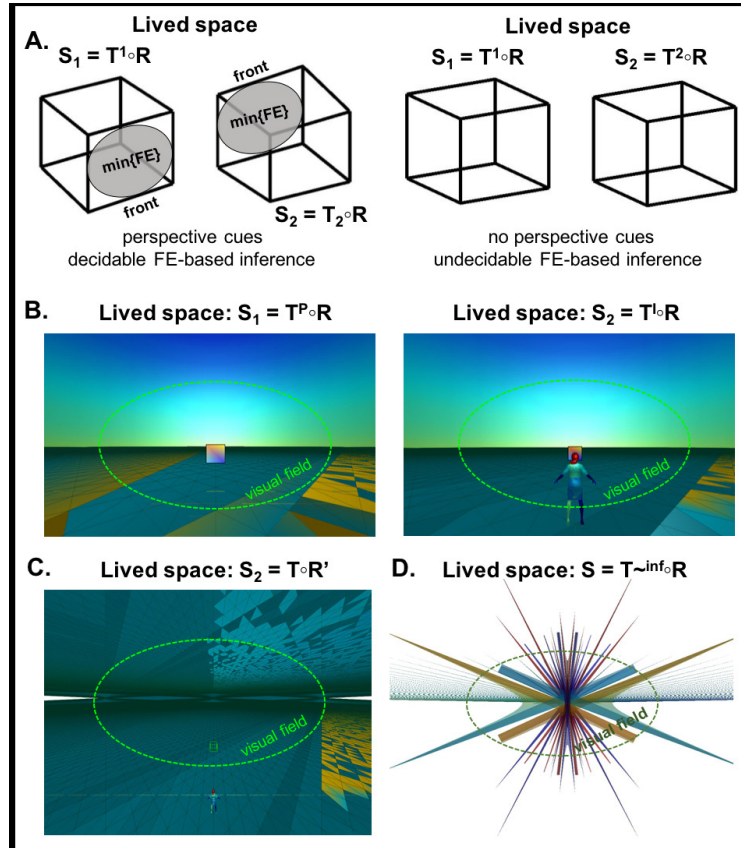 Lived space
Lived space
A.
S₁ = T¹∘R
front
min{FE}
min{FE}
front
S₂ = T₂∘R
S₁ = T¹∘R
S₂ = T²∘R
perspective cues
decidable FE-based inference
no perspective cues
undecidable FE-based inference
B.
Lived space: S₁ = Tᴾ∘R
Lived space: S₂ = Tᴵ∘R
visual field
visual field
C.
Lived space: S₂ = T∘R’
D.
Lived space: S = T~ⁱⁿᶠ∘R
visual field
visual field